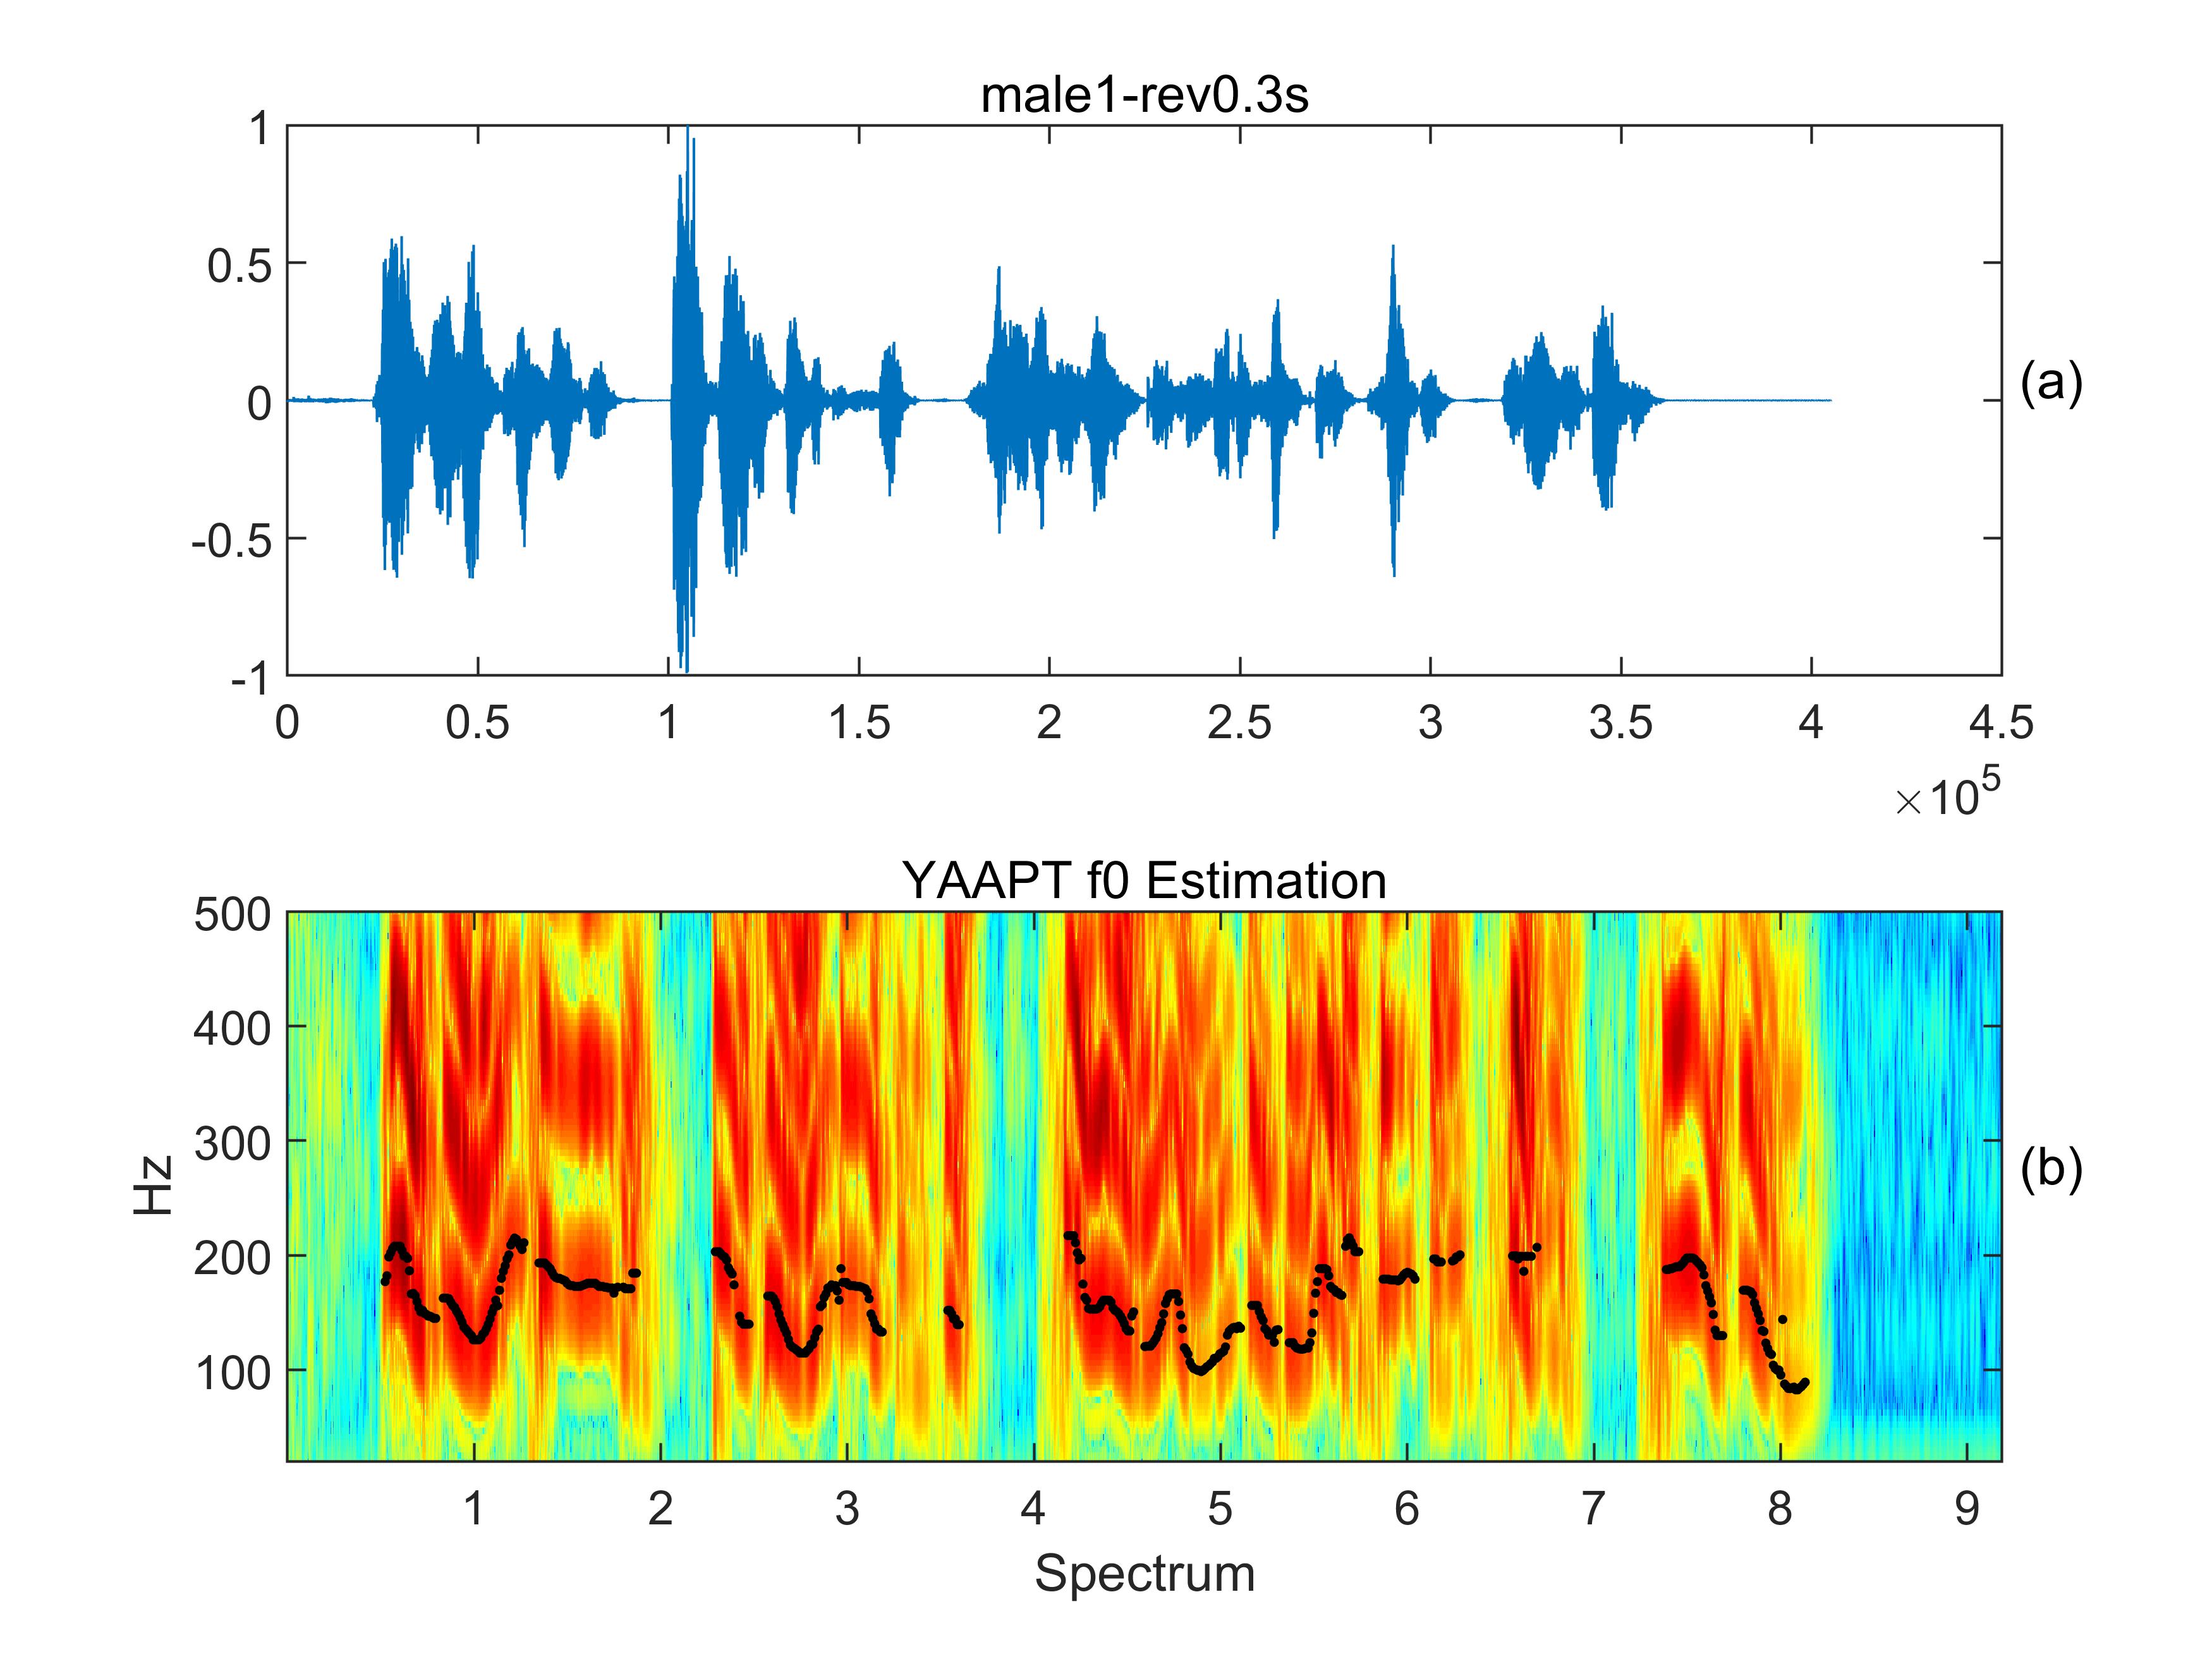 male1-rev0.3s
1
0.5
0
-0.5
-1
(a)
0 0.5 1 1.5 2 2.5 3 3.5 4 4.5
×10^5
YAAPT f0 Estimation
500
400
300
200
100
Hz
(b)
1 2 3 4 5 6 7 8 9
Spectrum